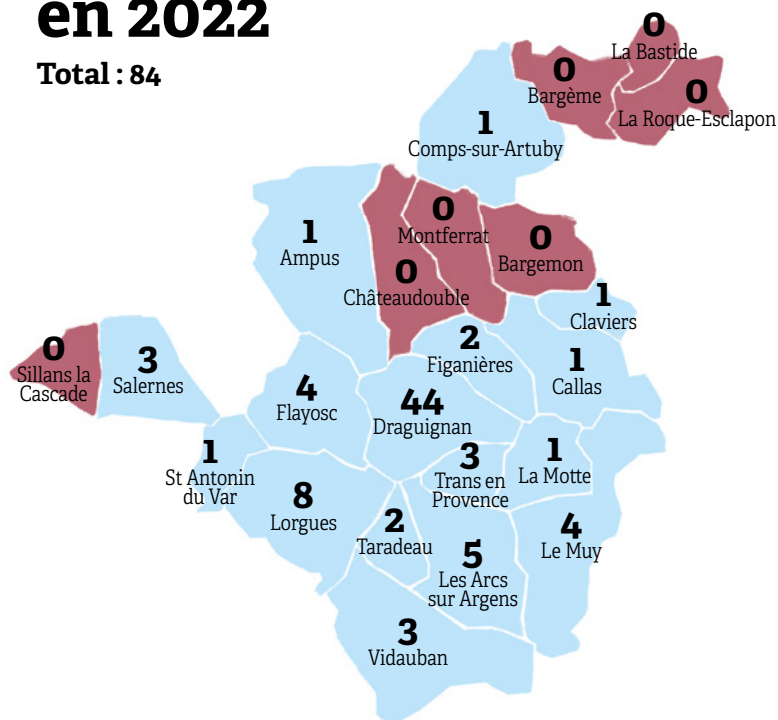 en 2022
Total : 84
0
La Bastide
0
Bargème
0
La Roque-Esclapon
1
Comps-sur-Artuby
1
Ampus
0
Montferrat
0
Bargemon
0
Châteaudouble
1
Claviers
0
Sillans la
Cascade
3
Salernes
2
Figanières
1
Callas
4
Flayosc
44
Draguignan
1
St Antonin
du Var
3
Trans en
Provence
1
La Motte
8
Lorgues
2
Taradeau
5
Les Arcs
sur Argens
4
Le Muy
3
Vidauban